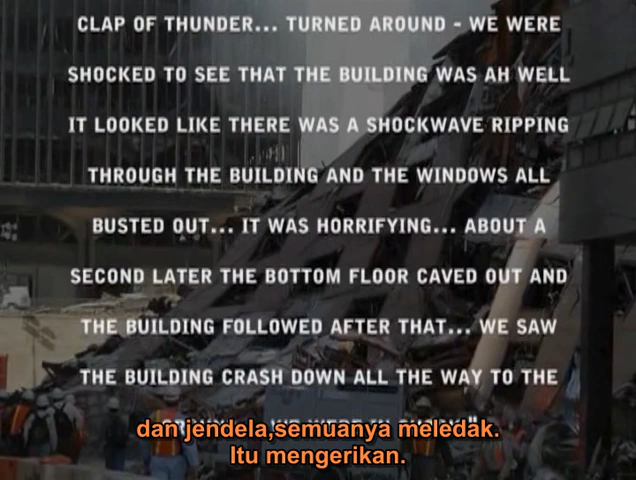 CLAP OF THUNDER... TURNED AROUND - WE WERE
SHOCKED TO SEE THAT THE BUILDING WAS AH WELL
IT LOOKED LIKE THERE WAS A SHOCKWAVE RIPPING
THROUGH THE BUILDING AND THE WINDOWS ALL
BUSTED OUT... IT WAS HORRIFYING... ABOUT A
SECOND LATER THE BOTTOM FLOOR CAVED OUT AND
THE BUILDING FOLLOWED AFTER THAT... WE SAW
THE BUILDING CRASH DOWN ALL THE WAY TO THE
dan jendela,semuanya meledak.
Itu mengerikan.